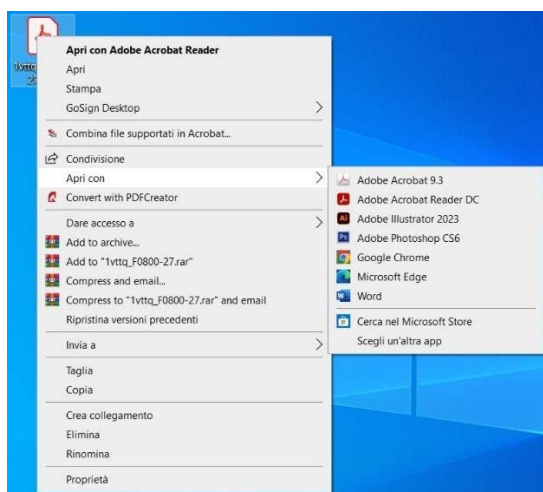 Apri con Adobe Acrobat Reader
Apri
Stampa
GoSign Desktop
Combina file supportati in Acrobat...
Condivisione
Apri con
Convert with PDFCreator
Dare accesso a
Add to archive...
Add to "1vttq_F0800-27.rar"
Compress and email...
Compress to "1vttq_F0800-27.rar" and email
Ripristina versioni precedenti
Invia a
Taglia
Copia
Crea collegamento
Elimina
Rinomina
Proprietà
Adobe Acrobat 9.3
Adobe Acrobat Reader DC
Adobe Illustrator 2023
Adobe Photoshop CS6
Google Chrome
Microsoft Edge
Word
Cerca nel Microsoft Store
Scegli un'altra app